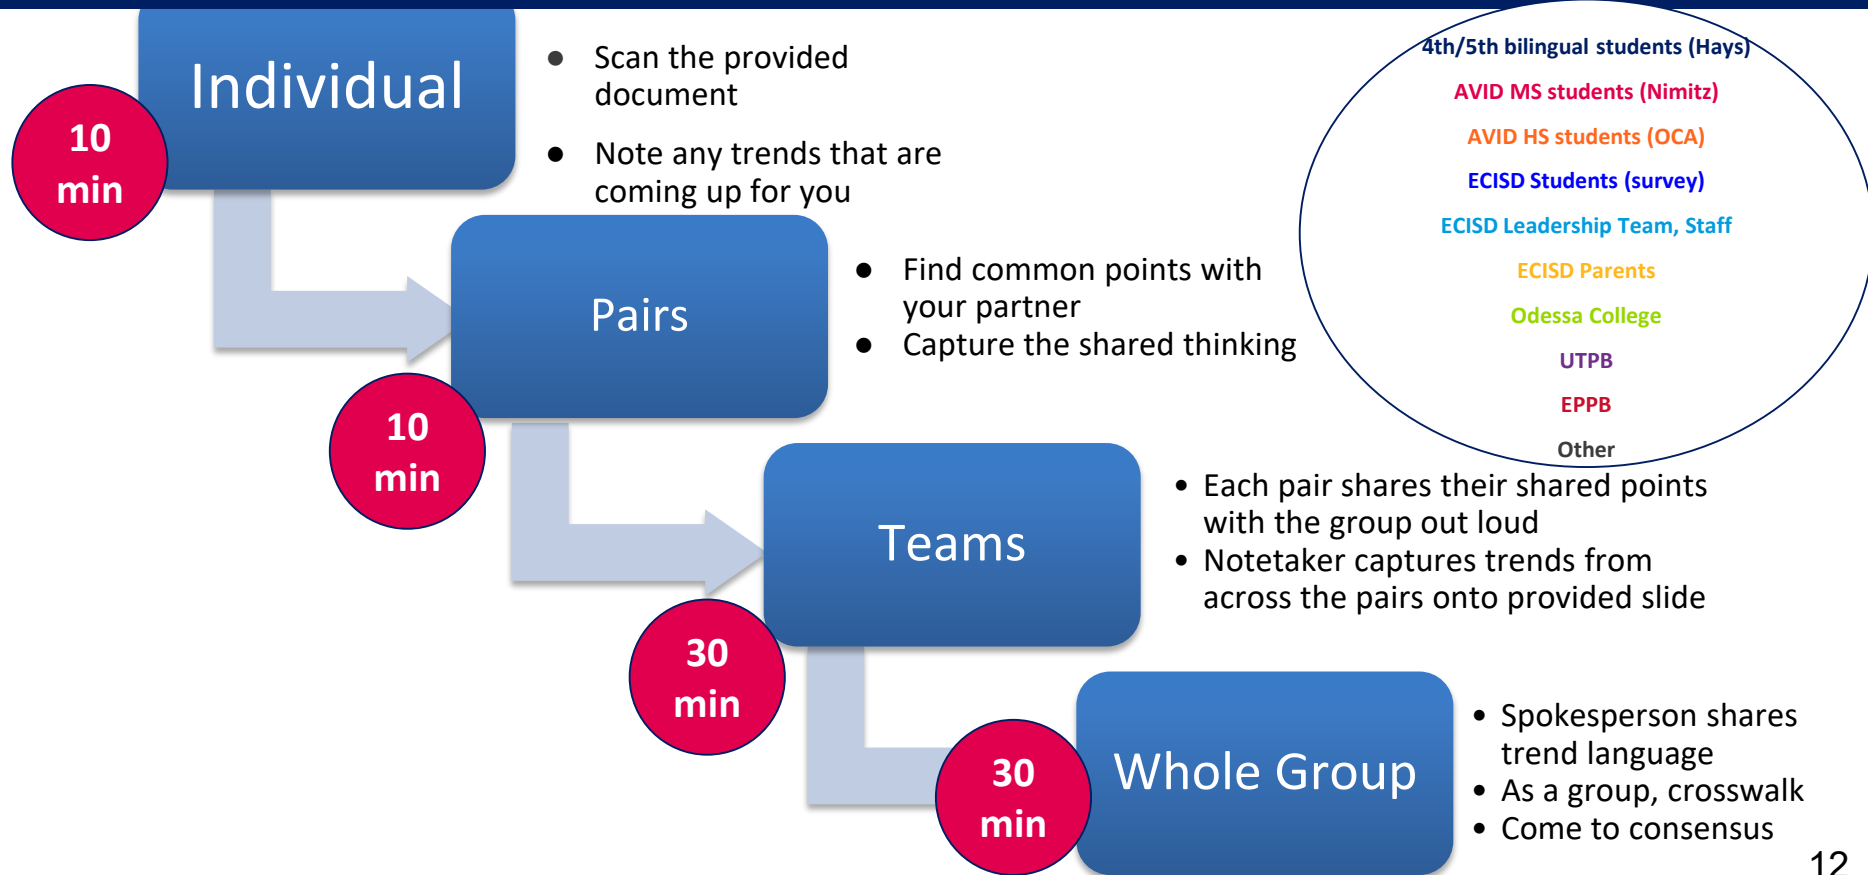 Individual
10
min
● Scan the provided
document
● Note any trends that are
coming up for you
Pairs
10
min
● Find common points with
your partner
● Capture the shared thinking
Teams
30
min
• Each pair shares their shared points
with the group out loud
• Notetaker captures trends from
across the pairs onto provided slide
Whole Group
30
min
• Spokesperson shares
trend language
• As a group, crosswalk
• Come to consensus
4th/5th bilingual students (Hays)
AVID MS students (Nimitz)
AVID HS students (OCA)
ECISD Students (survey)
ECISD Leadership Team, Staff
ECISD Parents
Odessa College
UTPB
EPPB
Other
12